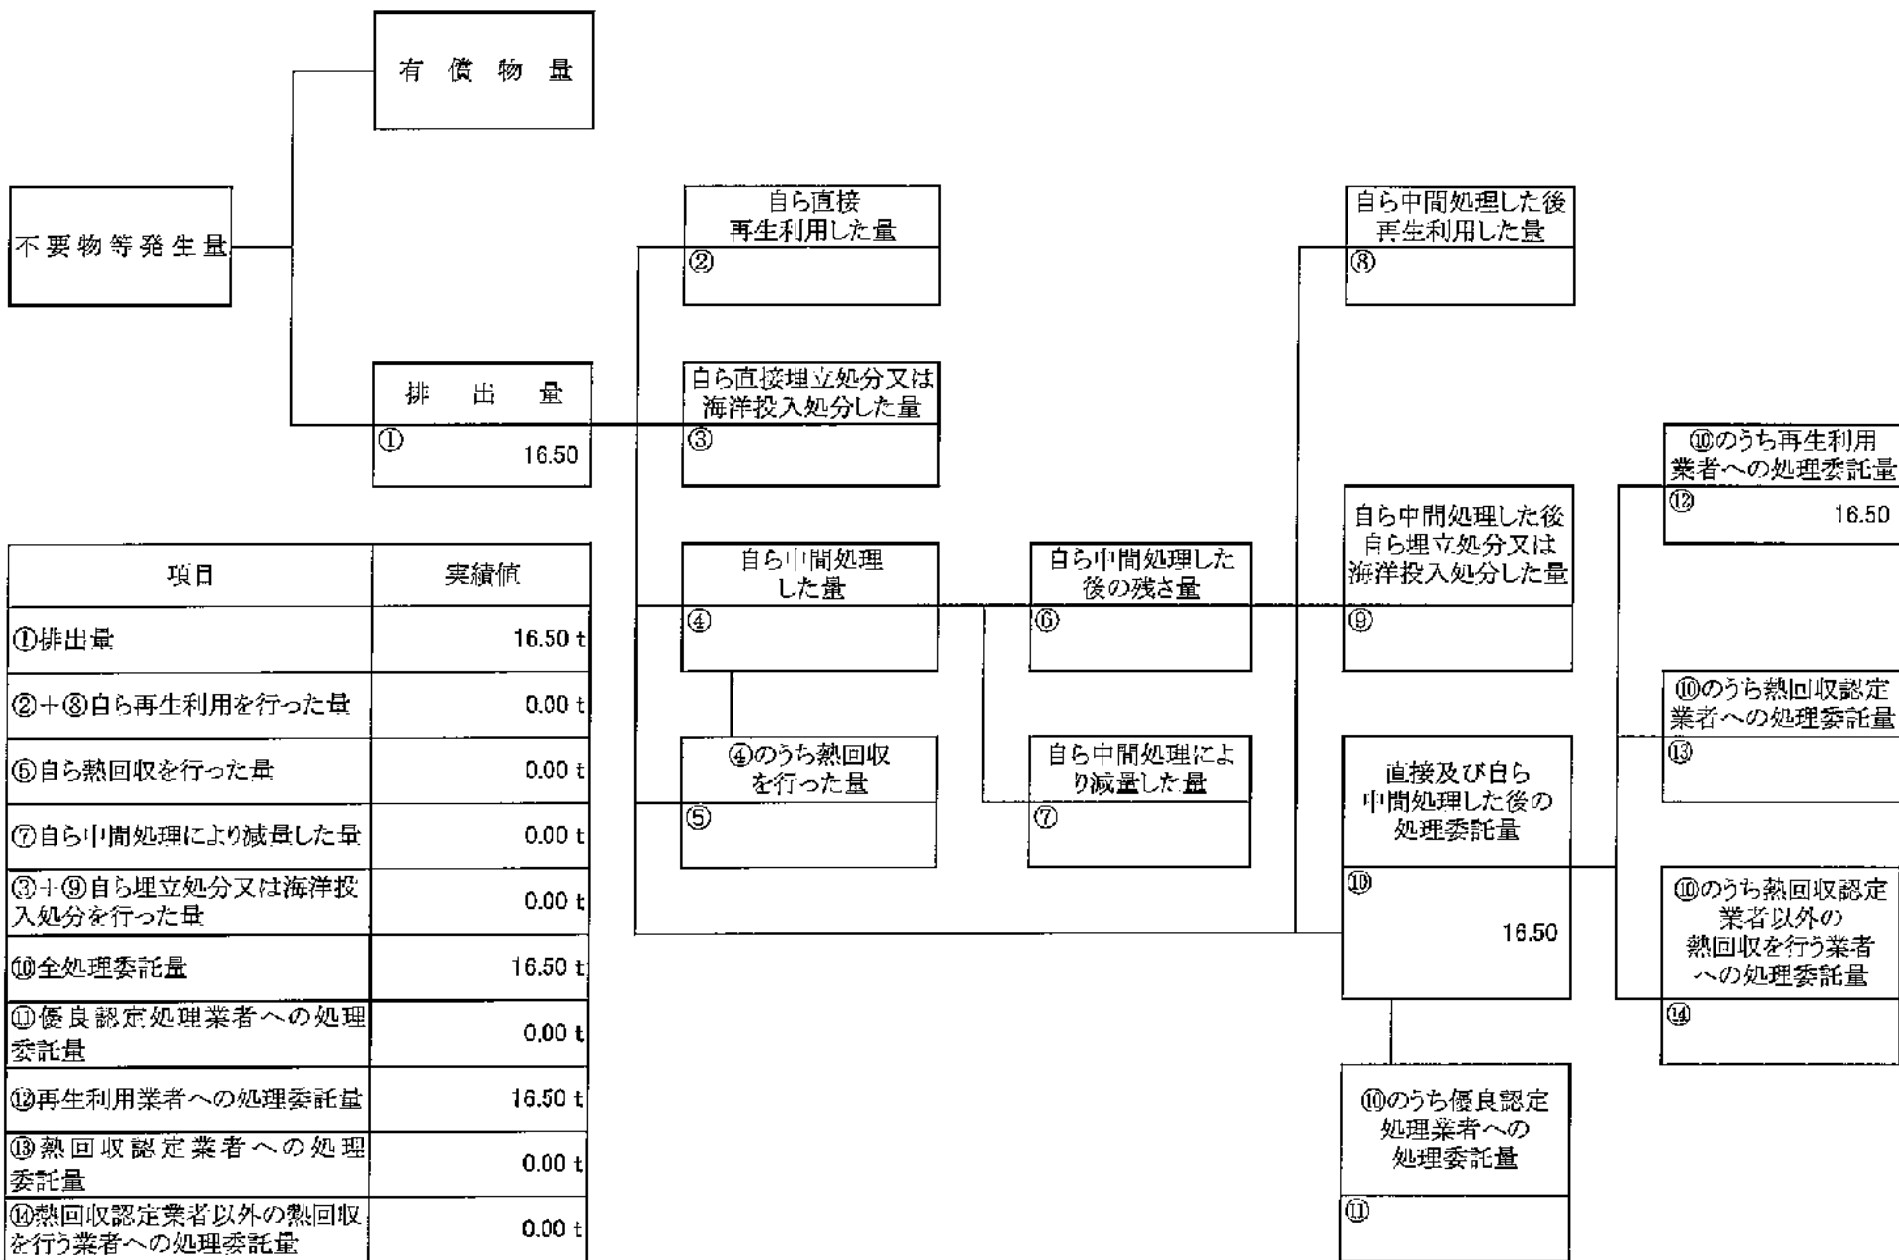 有償物量
不要物等発生量
排出量
①
16.50
自ら直接
再生利用した量
②
自ら直接埋立処分又は
海洋投入処分した量
③
自ら中間処理
した量
④
④のうち熱回収
を行った量
⑤
自ら中間処理した
後の残さ量
⑥
自ら中間処理によ
り減量した量
⑦
自ら中間処理した後
再生利用した量
⑧
自ら中間処理した後
自ら埋立処分又は
海洋投入処分した量
⑨
直接及び自ら
中間処理した後の
処理委託量
⑩
16.50
⑩のうち優良認定
処理業者への
処理委託量
⑪
⑩のうち再生利用
業者への処理委託量
⑫
16.50
⑩のうち熱回収認定
業者への処理委託量
⑬
⑩のうち熱回収認定
業者以外の
熱回収を行う業者
への処理委託量
⑭
項目 実績値
①排出量 16.50 t
②+⑧自ら再生利用を行った量 0.00 t
⑤自ら熱回収を行った量 0.00 t
⑦自ら中間処理により減量した量 0.00 t
③+⑨自ら埋立処分又は海洋投
入処分を行った量 0.00 t
⑩全処理委託量 16.50 t
⑪優良認定処理業者への処理
委託量 0.00 t
⑫再生利用業者への処理委託量 16.50 t
⑬熱回収認定業者への処理
委託量 0.00 t
⑭熱回収認定業者以外の熱回収
を行う業者への処理委託量 0.00 t